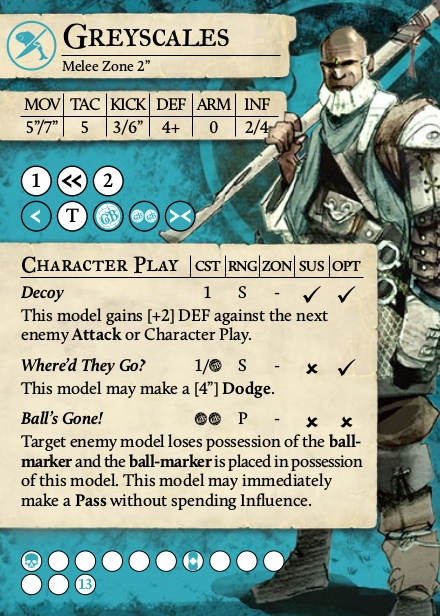 GREYSCALES
Melee Zone 2”
MOV TAC KICK DEF ARM INF
5”/7” 5 3/6” 4+ 0 2/4
1 << 2
< T GB ><
CHARACTER PLAY CST RNG ZON SUS OPT
Decoy 1 S - ✓ ✓
This model gains [+2] DEF against the next
enemy Attack or Character Play.
Where’d They Go? 1/ S - ✘ ✓
This model may make a [4”] Dodge.
Ball’s Gone! P - ✘ ✘
Target enemy model loses possession of the ball-
marker and the ball-marker is placed in possession
of this model. This model may immediately
make a Pass without spending Influence.
13